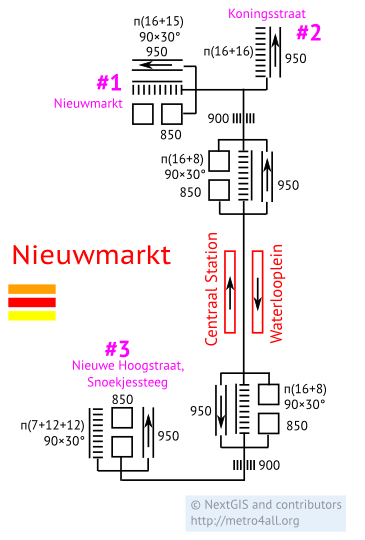 Koningsstraat
#2
п(16+15)
90×30°
950
п(16+16)
950
#1
Nieuwmarkt
850
900
п(16+8)
90×30°
850
950
Nieuwmarkt
Centraal Station
Waterlooplein
#3
Nieuwe Hoogstraat,
Snoekjessteeg
850
п(7+12+12)
90×30°
950
950
п(16+8)
90×30°
850
900
© NextGIS and contributors
http://metro4all.org